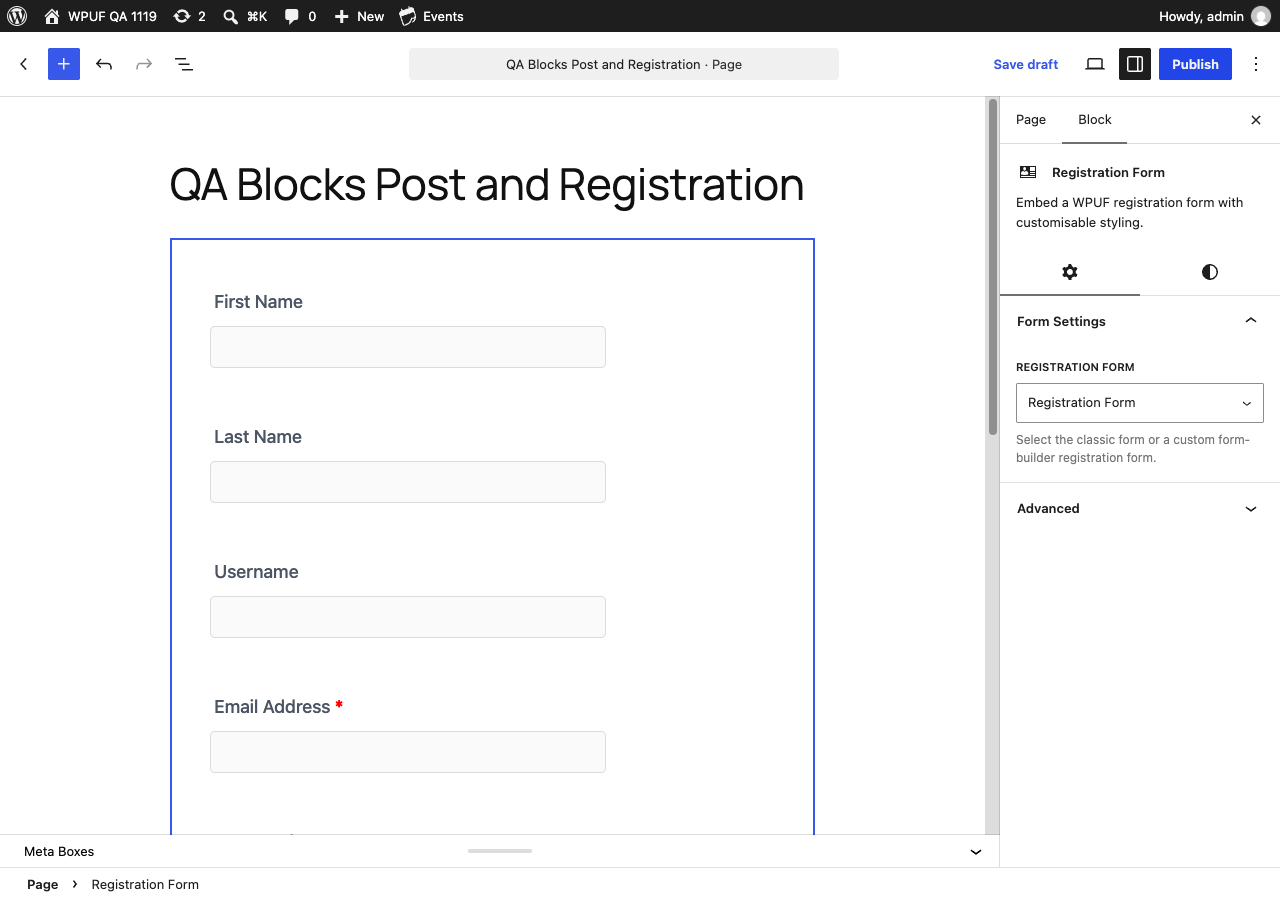 WPUF QA 1119
2
⌘K
0
New
Events
Howdy, admin
QA Blocks Post and Registration · Page
Save draft
Publish
Page
Block
QA Blocks Post and Registration
Registration Form
Embed a WPUF registration form with
customisable styling.
First Name
Last Name
Username
Email Address *
Form Settings
REGISTRATION FORM
Registration Form
Select the classic form or a custom form-
builder registration form.
Advanced
Meta Boxes
Page
Registration Form